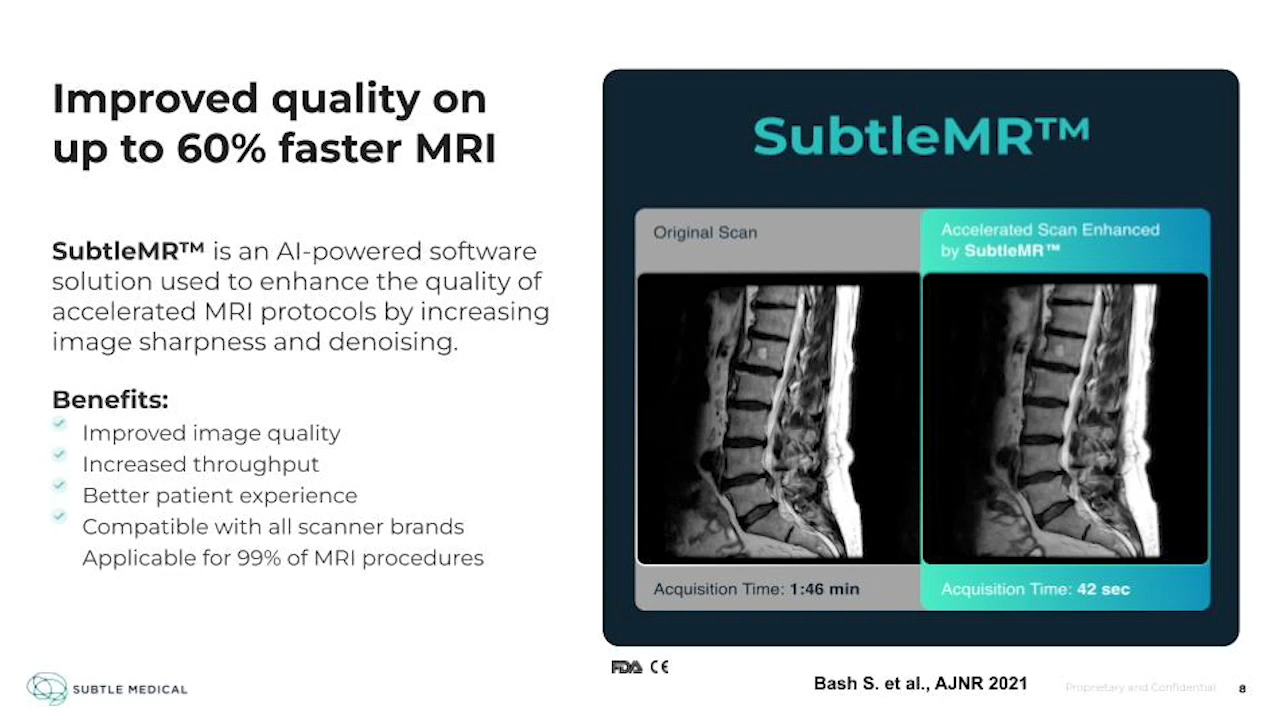 Improved quality on
up to 60% faster MRI
SubtleMR™ is an AI-powered software
solution used to enhance the quality of
accelerated MRI protocols by increasing
image sharpness and denoising.
Benefits:
Improved image quality
Increased throughput
Better patient experience
Compatible with all scanner brands
Applicable for 99% of MRI procedures
SubtleMR™
Original Scan
Accelerated Scan Enhanced
by SubtleMR™
Acquisition Time: 1:46 min
Acquisition Time: 42 sec
FDA CE
SUBTLE MEDICAL
Bash S. et al., AJNR 2021
Proprietary and Confidential
8